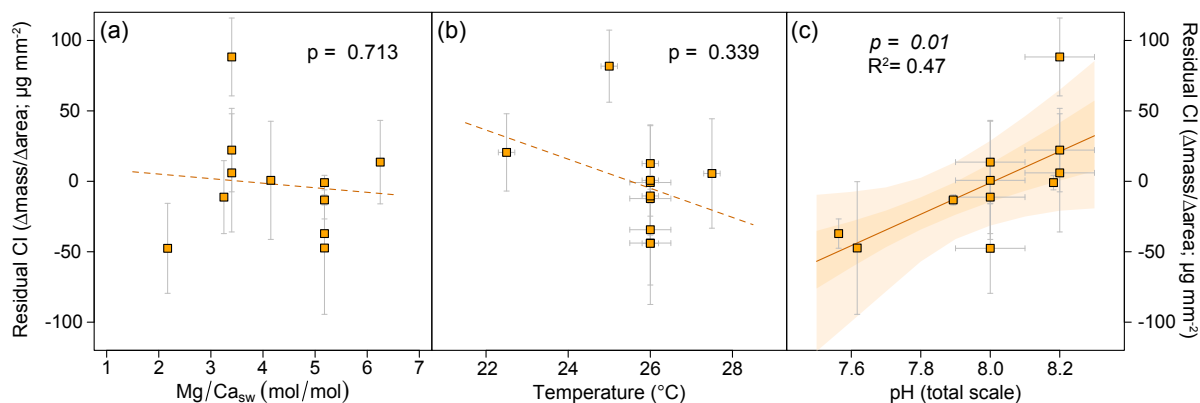 (a)
p = 0.713
(b)
p = 0.339
(c)
p = 0.01
R²= 0.47
Residual CI (Δmass/Δarea; µg mm⁻²)
100
50
0
-50
-100
1 2 3 4 5 6 7
Mg/Ca_sw (mol/mol)
22 24 26 28
Temperature (°C)
7.6 7.8 8.0 8.2
pH (total scale)
100
50
0
-50
-100
Residual CI (Δmass/Δarea; µg mm⁻²)